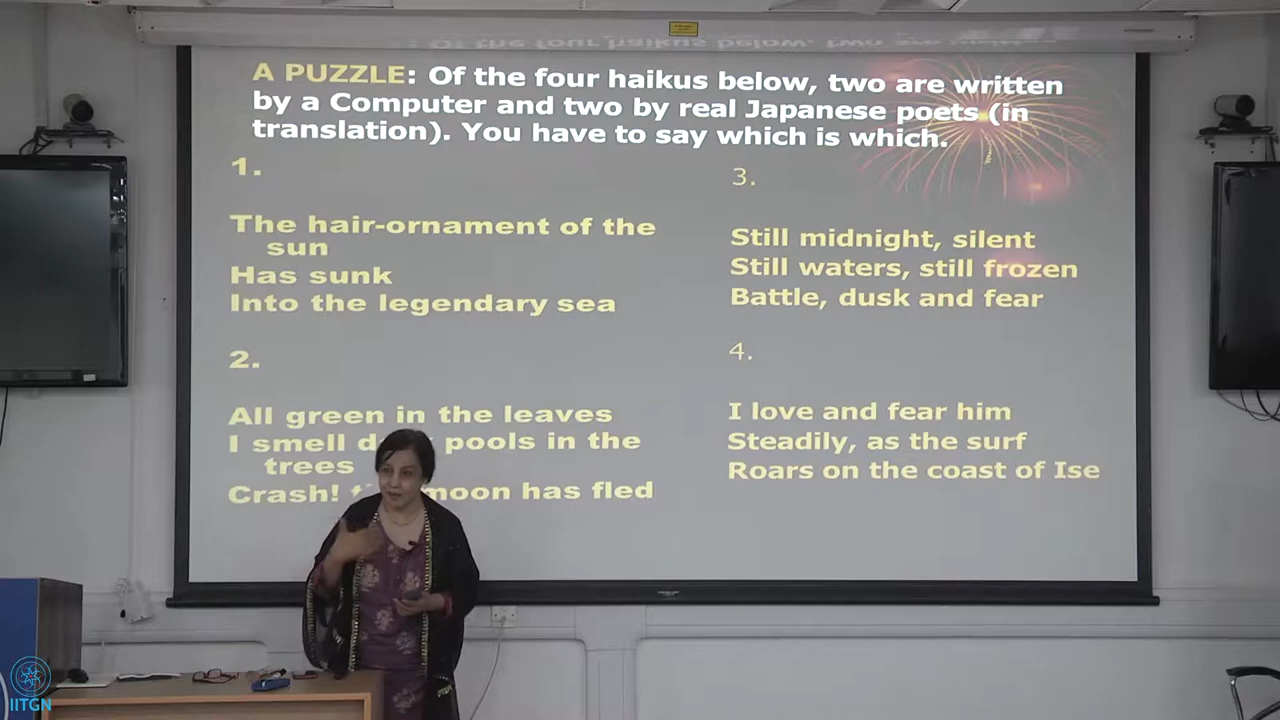 A PUZZLE: Of the four haikus below, two are written
by a Computer and two by real Japanese poets (in
translation). You have to say which is which.
1.
The hair-ornament of the
sun
Has sunk
Into the legendary sea
2.
All green in the leaves
I smell pools in the
trees
Crash! moon has fled
3.
Still midnight, silent
Still waters, still frozen
Battle, dusk and fear
4.
I love and fear him
Steadily, as the surf
Roars on the coast of Ise
IITGN